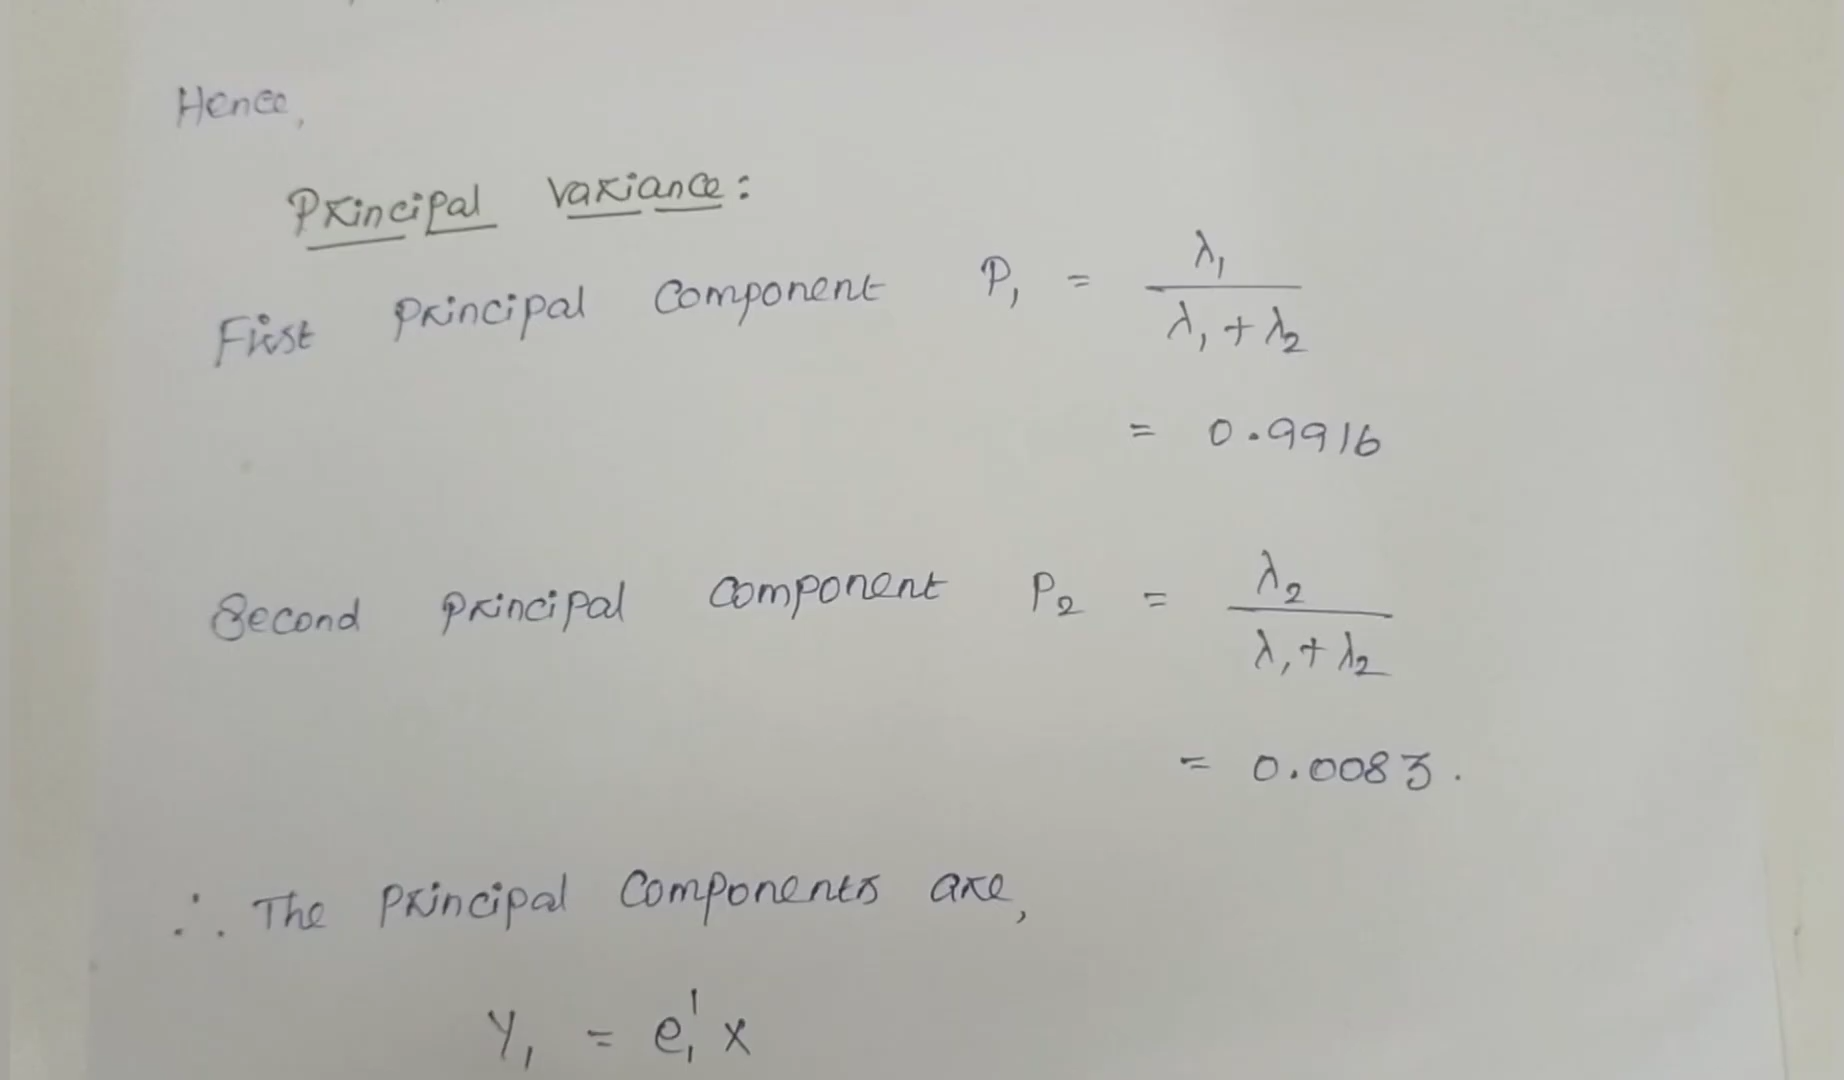 Hence,
Principal Variance:
First Principal Component P₁ = λ₁ / (λ₁ + λ₂)
= 0.9916
Second Principal Component P₂ = λ₂ / (λ₁ + λ₂)
= 0.0083.
∴ The Principal Components are,
Y₁ = e₁' x